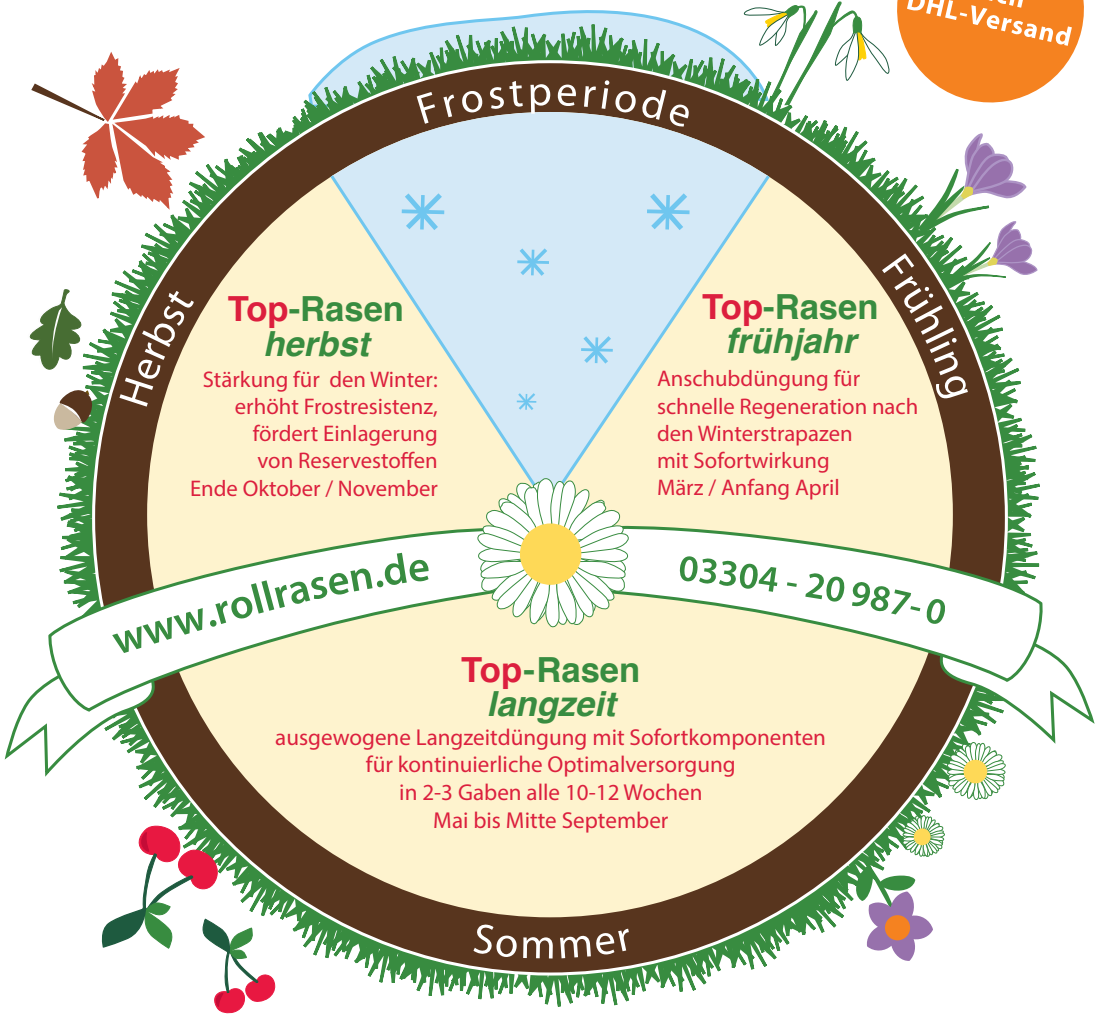 DHL-Versand
Frostperiode
Herbst
Frühling
Top-Rasen
herbst
Stärkung für den Winter:
erhöht Frostresistenz,
fördert Einlagerung
von Reservestoffen
Ende Oktober / November
Top-Rasen
frühjahr
Anschubdüngung für
schnelle Regeneration nach
den Winterstrapazen
mit Sofortwirkung
März / Anfang April
www.rollrasen.de
03304 - 20 987-0
Top-Rasen
langzeit
ausgewogene Langzeitdüngung mit Sofortkomponenten
für kontinuierliche Optimalversorgung
in 2-3 Gaben alle 10-12 Wochen
Mai bis Mitte September
Sommer